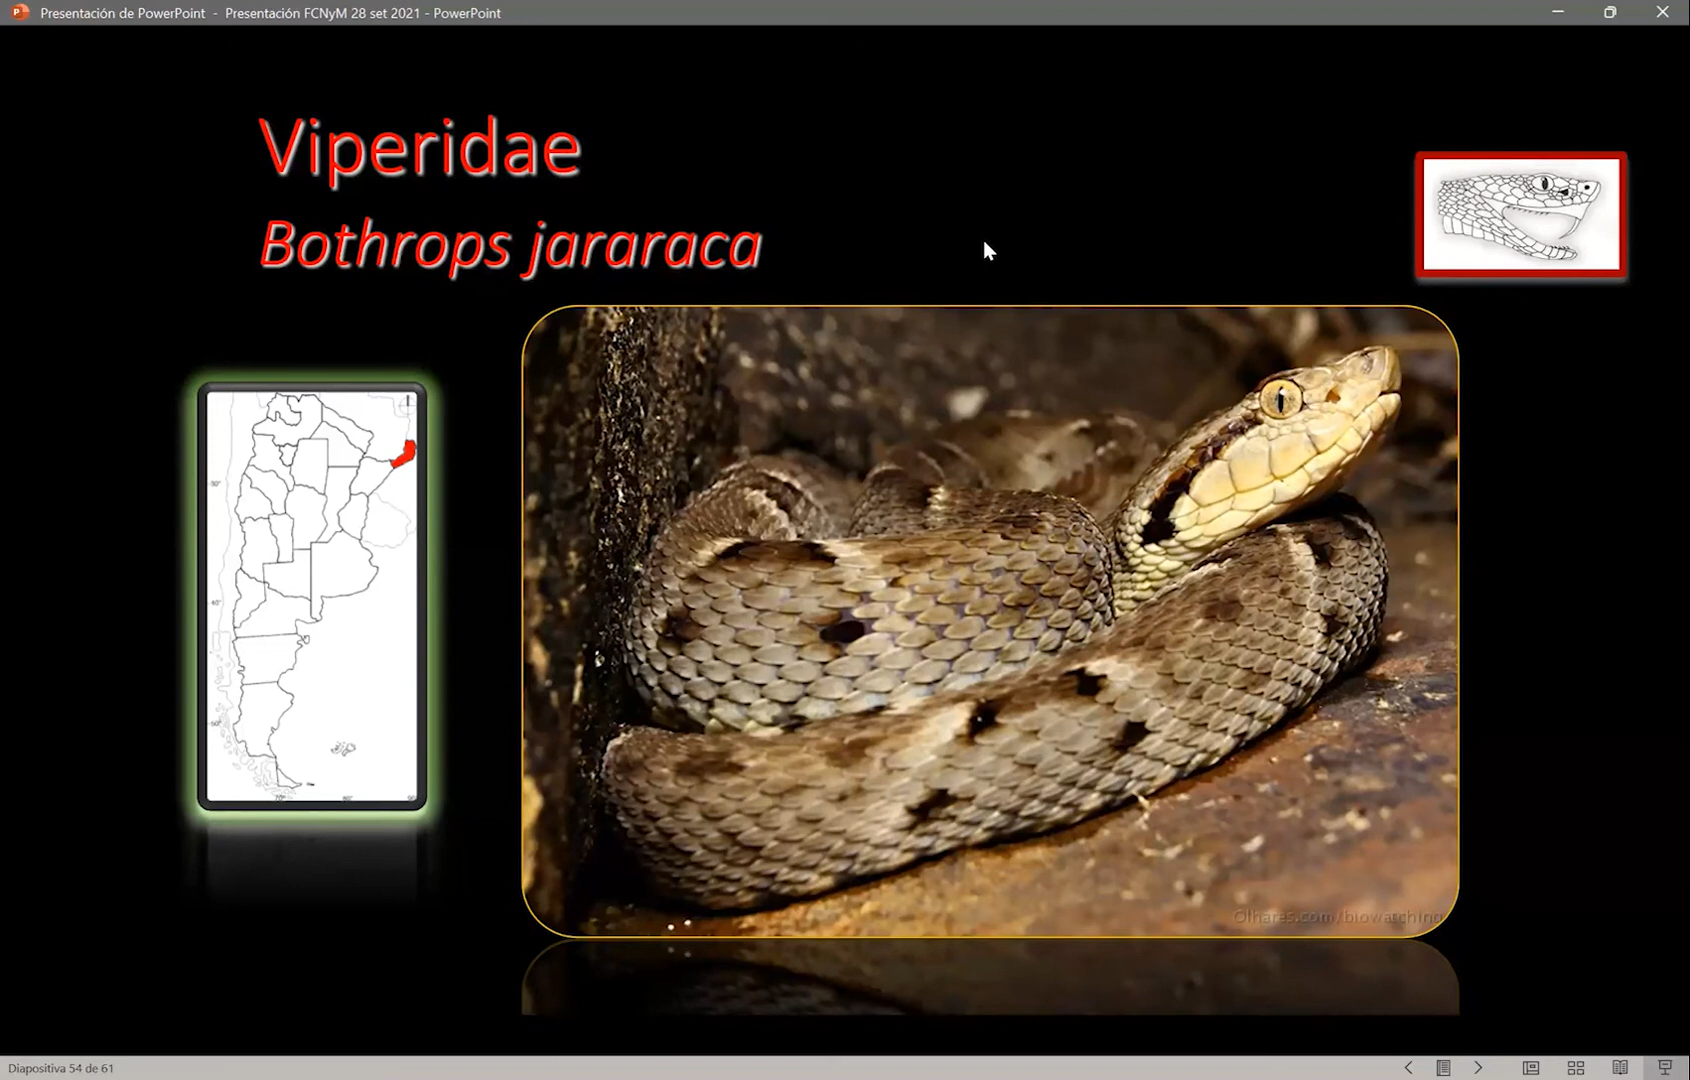 Presentación de PowerPoint - Presentación FCNyM 28 set 2021 - PowerPoint
Viperidae
Bothrops jararaca
Olhares.com/biowatching
Diapositiva 54 de 61